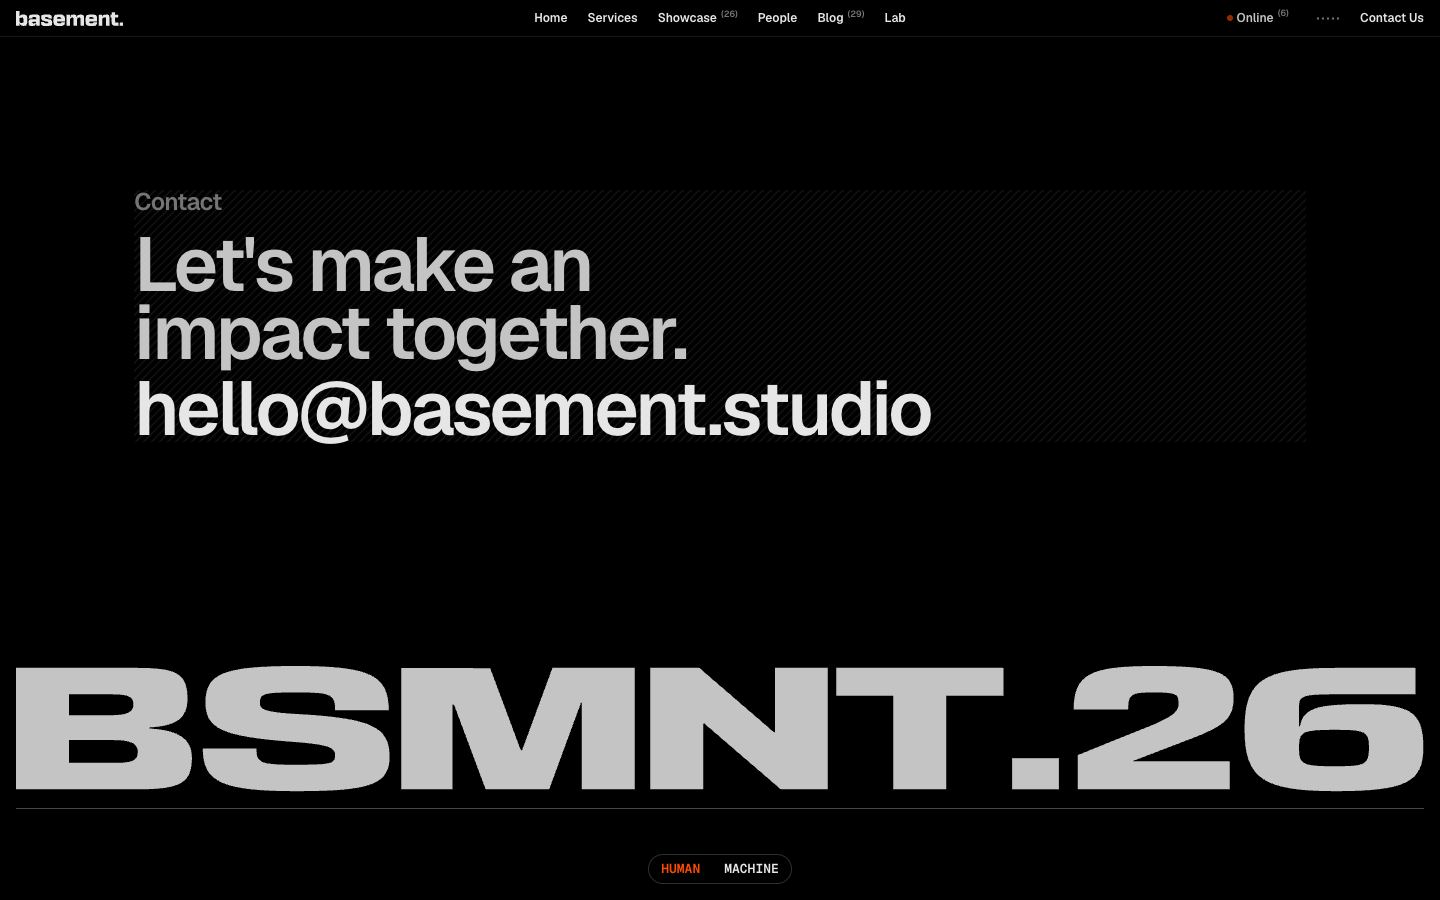 basement.
Home Services Showcase (26) People Blog (29) Lab
Online (6) Contact Us
Contact
Let's make an
impact together.
hello@basement.studio
BSMNT.26
HUMAN MACHINE